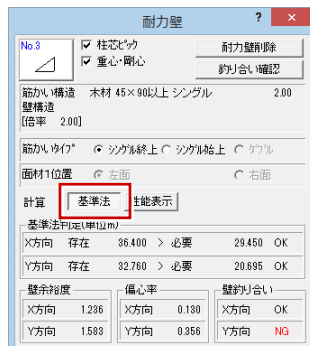 耐力壁 ? ×
No.3 柱芯ﾋﾟｯｸ 耐力壁削除
重心・剛心 釣り合い確認
筋かい構造 木材 45×90以上 シングル 2.00
壁構造
[倍率 2.00]
筋かいﾀｲﾌﾟ ｼﾝｸﾞﾙ終上 ｼﾝｸﾞﾙ始上 ﾀﾞﾌﾞﾙ
面材1位置 左面 右面
計算 基準法 性能表示
基準法判定(単位m)
X方向 存在 36.400 > 必要 29.450 OK
Y方向 存在 32.760 > 必要 20.695 OK
壁余裕度 偏心率 壁釣り合い
X方向 1.236 X方向 0.130 X方向 OK
Y方向 1.583 Y方向 0.356 Y方向 NG